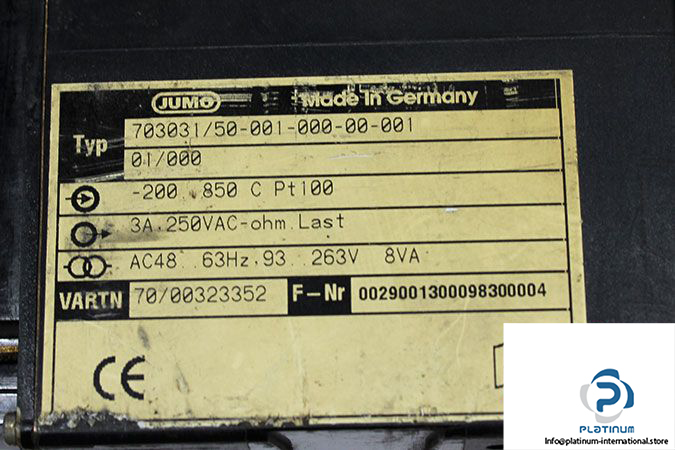 JUMO Made in Germany
Typ 703031/50-001-000-00-001
01/000
-200..850 C Pt100
3A,250VAC-ohm.Last
AC48..63Hz,93..263V 8VA
VARTN 70/00323352 F-Nr 0029001300098300004
CE
PLATINUM
info@platinum-international.store